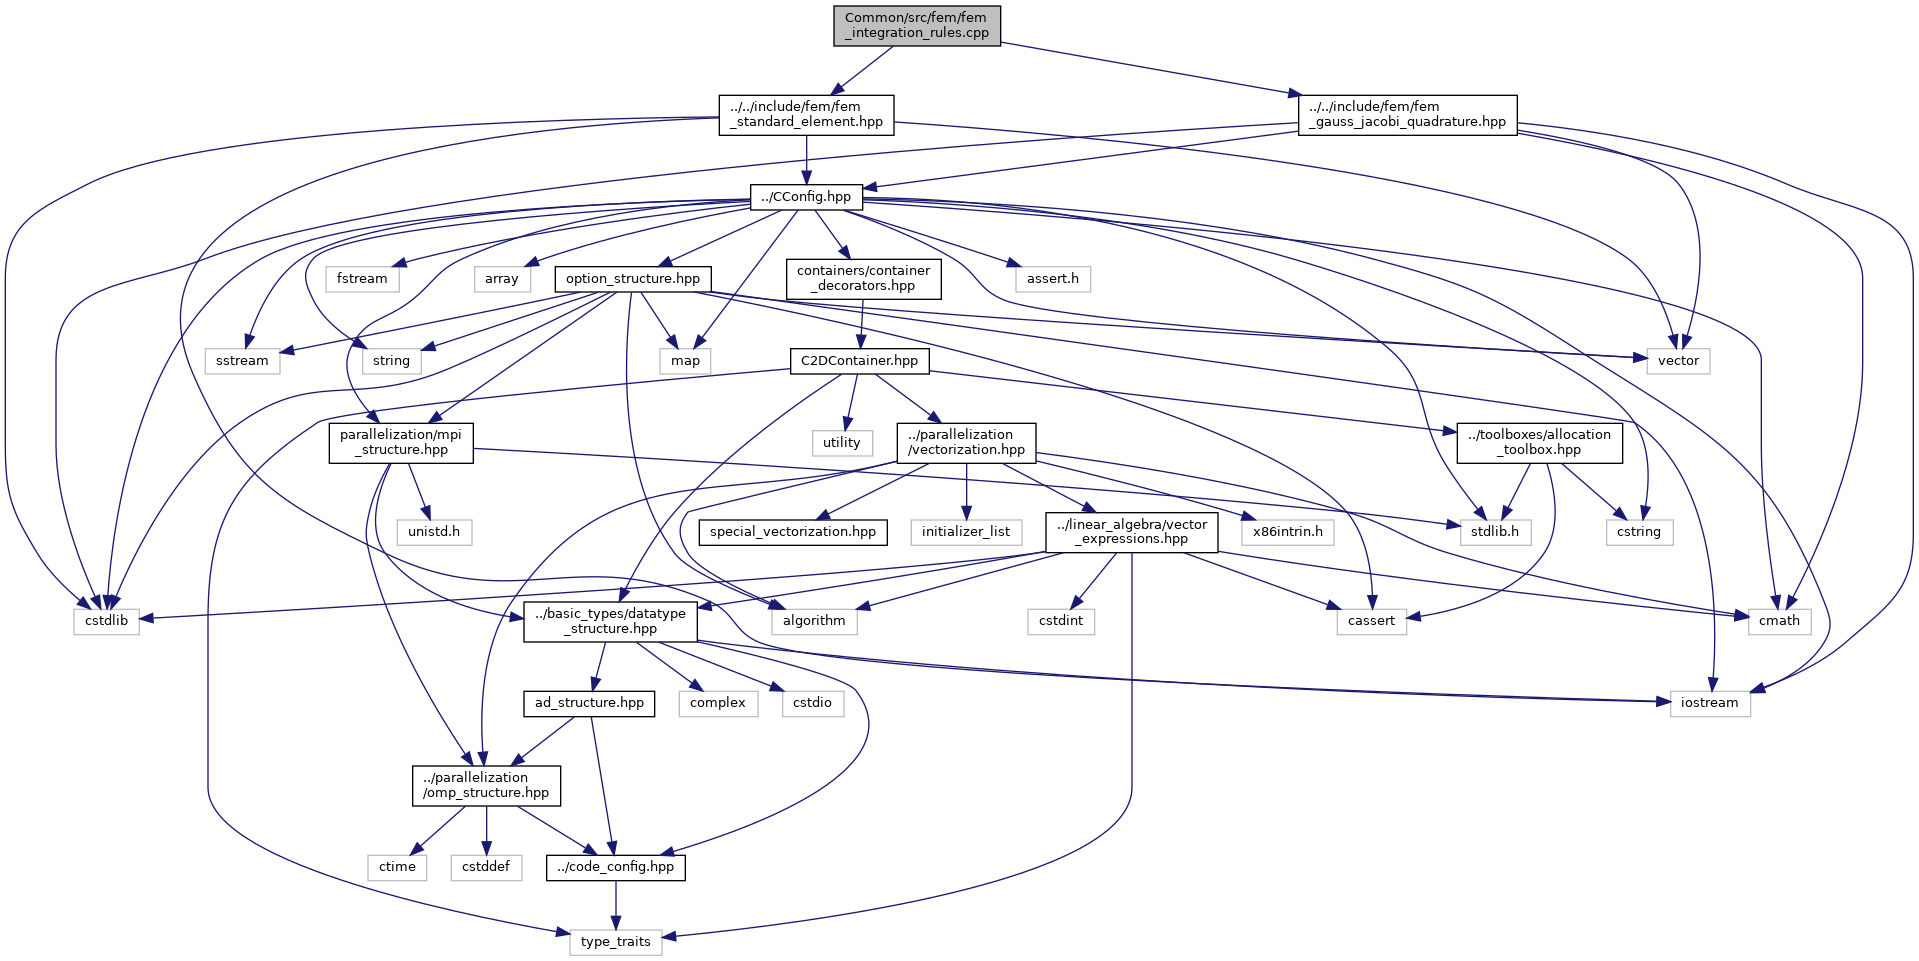 Common/src/fem/fem
_integration_rules.cpp
../../include/fem/fem
_standard_element.hpp
../../include/fem/fem
_gauss_jacobi_quadrature.hpp
../CConfig.hpp
fstream
array
option_structure.hpp
containers/container
_decorators.hpp
assert.h
sstream
string
map
C2DContainer.hpp
vector
parallelization/mpi
_structure.hpp
utility
../parallelization
/vectorization.hpp
../toolboxes/allocation
_toolbox.hpp
unistd.h
special_vectorization.hpp
initializer_list
../linear_algebra/vector
_expressions.hpp
x86intrin.h
stdlib.h
cstring
cstdlib
../basic_types/datatype
_structure.hpp
algorithm
cstdint
cassert
cmath
ad_structure.hpp
complex
cstdio
iostream
../parallelization
/omp_structure.hpp
ctime
cstddef
../code_config.hpp
type_traits